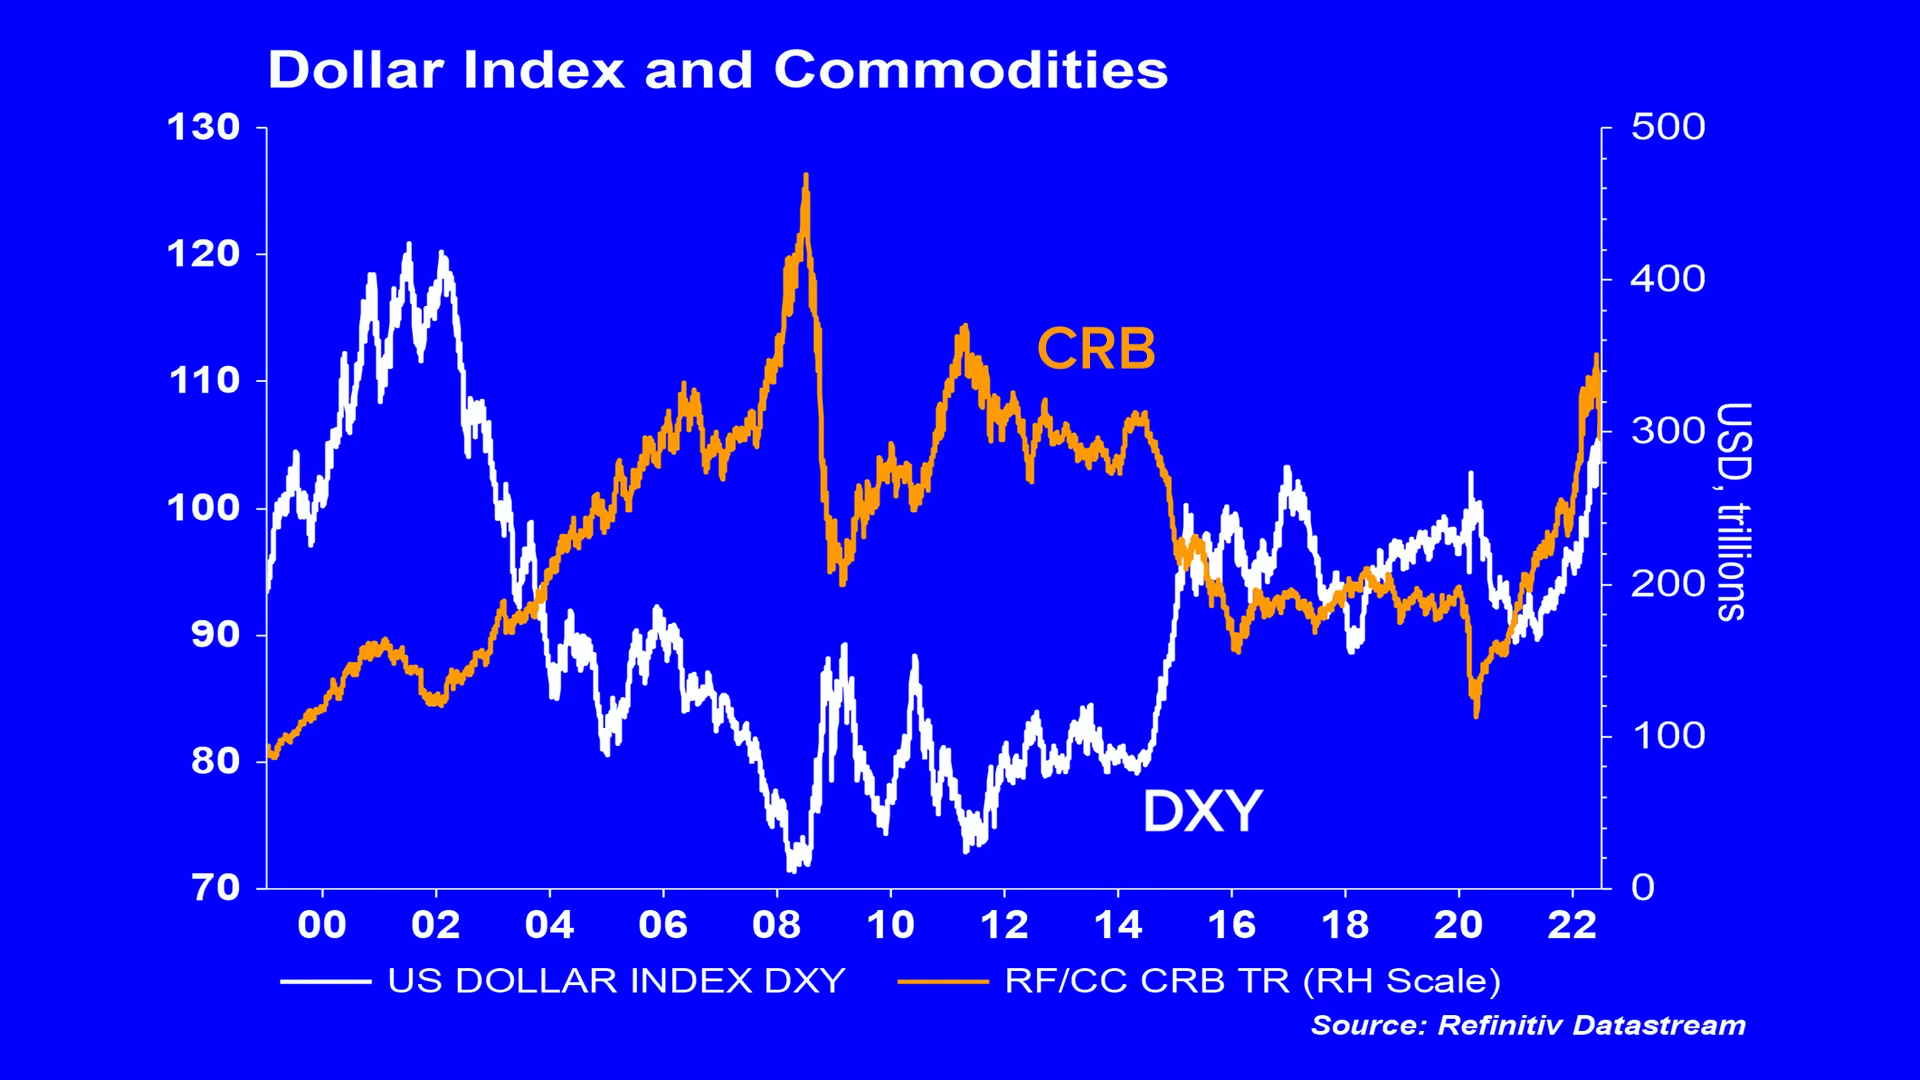 Dollar Index and Commodities
130
120
110
100
90
80
70
500
400
300
200
100
0
USD, trillions
CRB
DXY
00 02 04 06 08 10 12 14 16 18 20 22
US DOLLAR INDEX DXY RF/CC CRB TR (RH Scale)
Source: Refinitiv Datastream